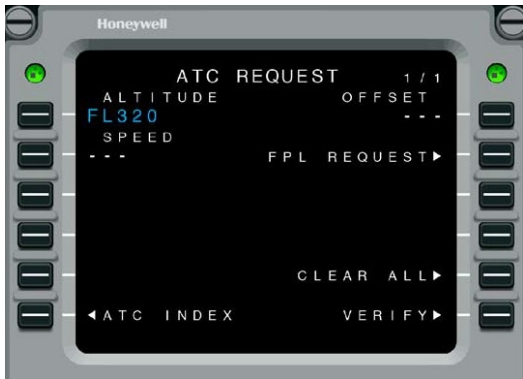 Honeywell
ATC REQUEST 1/1
ALTITUDE OFFSET
FL320 ---
SPEED
--- FPL REQUEST▶
CLEAR ALL▶
◀ATC INDEX VERIFY▶